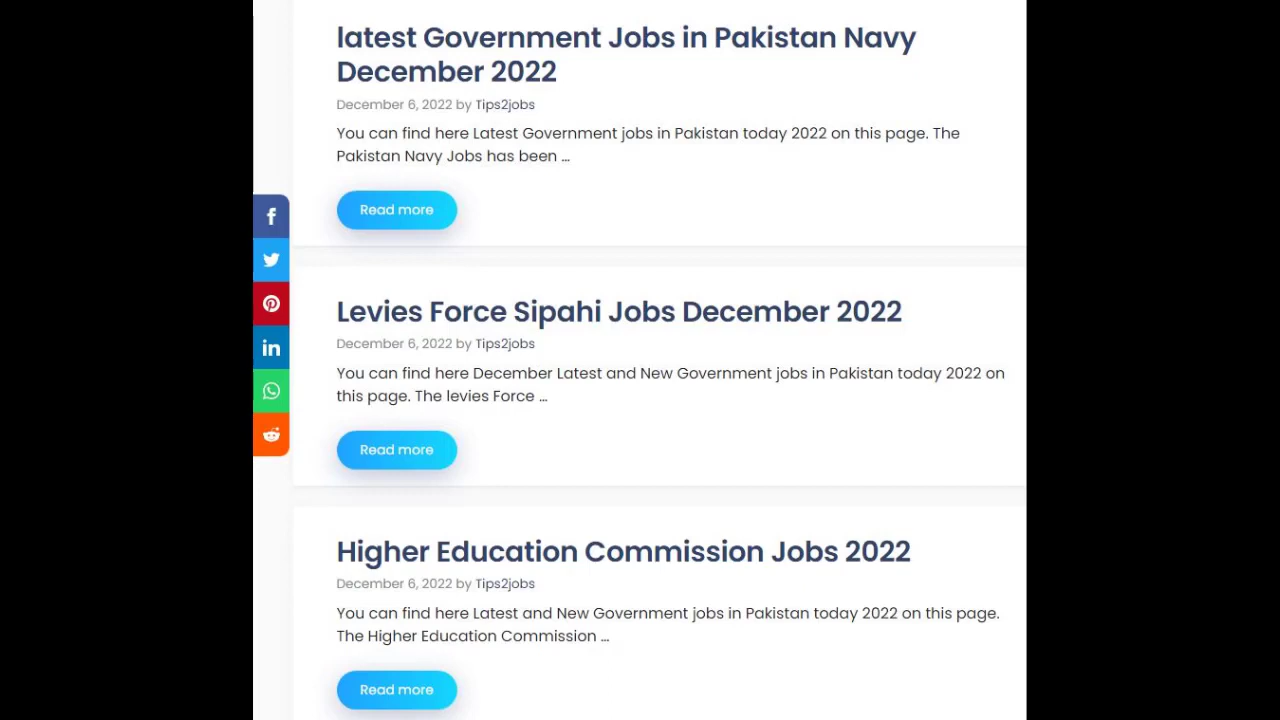 latest Government Jobs in Pakistan Navy
December 2022
December 6, 2022 by Tips2jobs
You can find here Latest Government jobs in Pakistan today 2022 on this page. The
Pakistan Navy Jobs has been ...
Read more
Levies Force Sipahi Jobs December 2022
December 6, 2022 by Tips2jobs
You can find here December Latest and New Government jobs in Pakistan today 2022 on
this page. The levies Force ...
Read more
Higher Education Commission Jobs 2022
December 6, 2022 by Tips2jobs
You can find here Latest and New Government jobs in Pakistan today 2022 on this page.
The Higher Education Commission ...
Read more